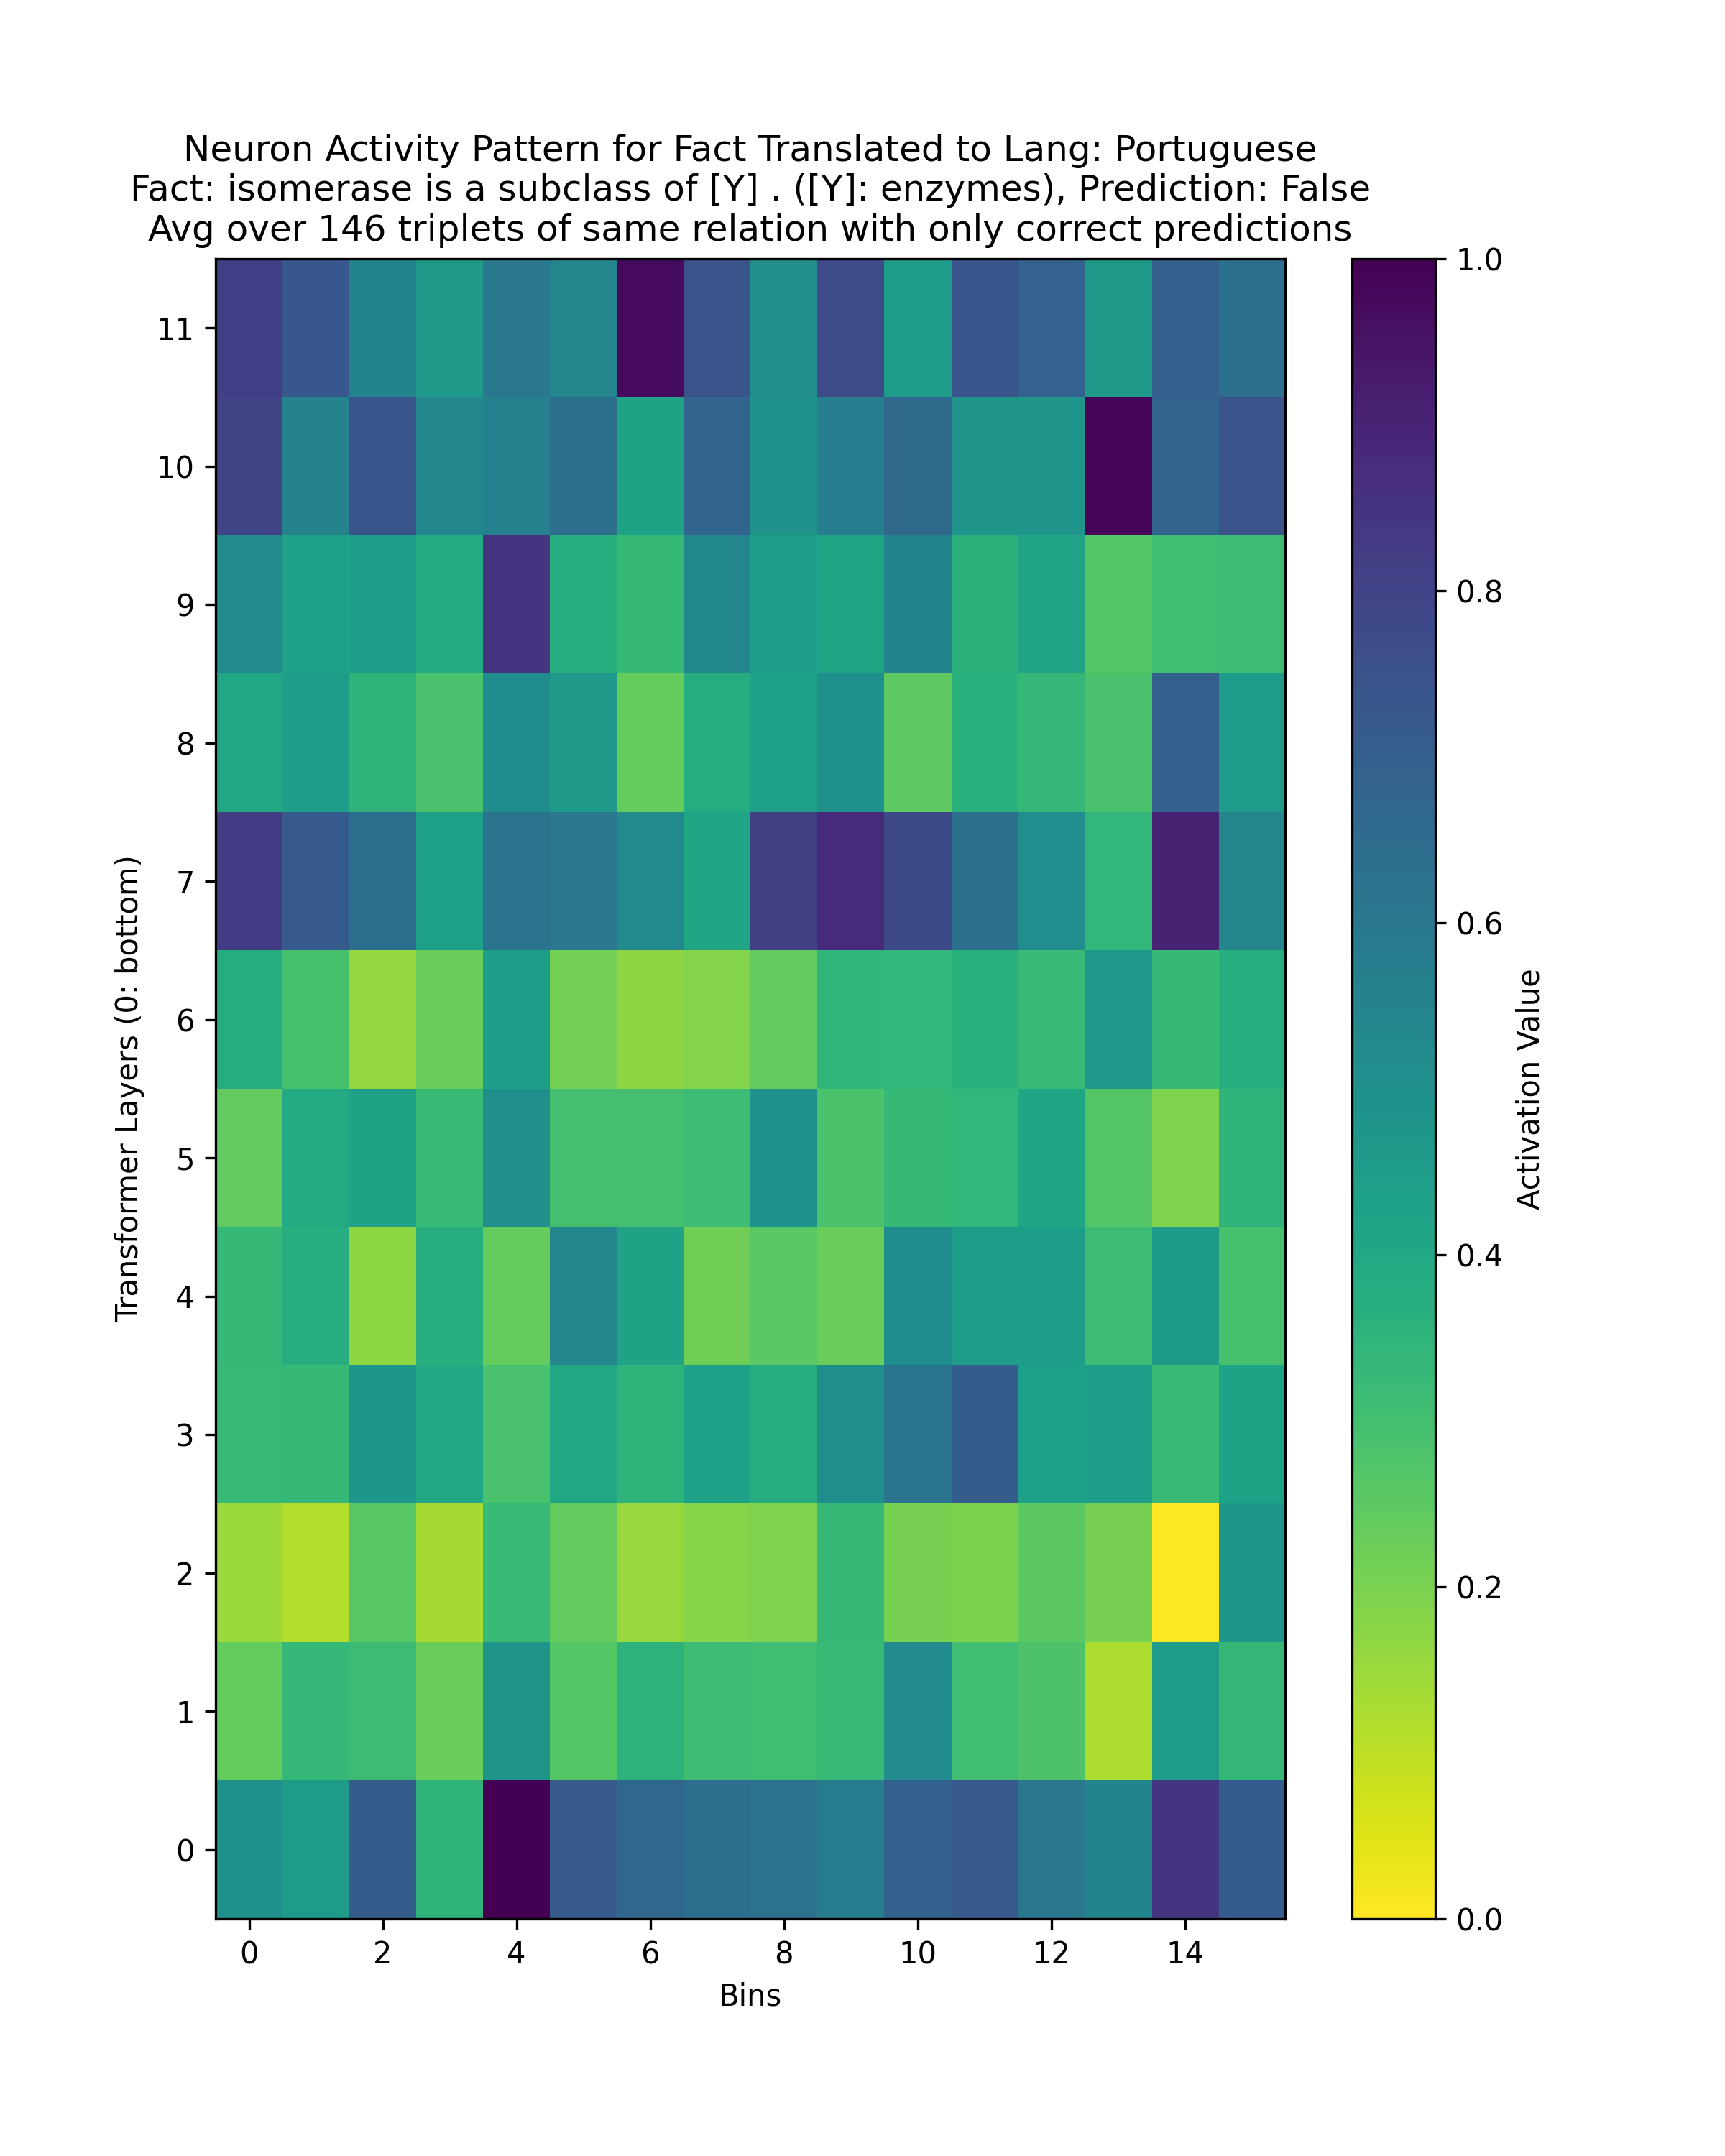 Neuron Activity Pattern for Fact Translated to Lang: Portuguese
Fact: isomerase is a subclass of [Y] . ([Y]: enzymes), Prediction: False
Avg over 146 triplets of same relation with only correct predictions
11
10
9
8
7
6
5
4
3
2
1
0
Transformer Layers (0: bottom)
0 2 4 6 8 10 12 14
Bins
1.0
0.8
0.6
0.4
0.2
0.0
Activation Value